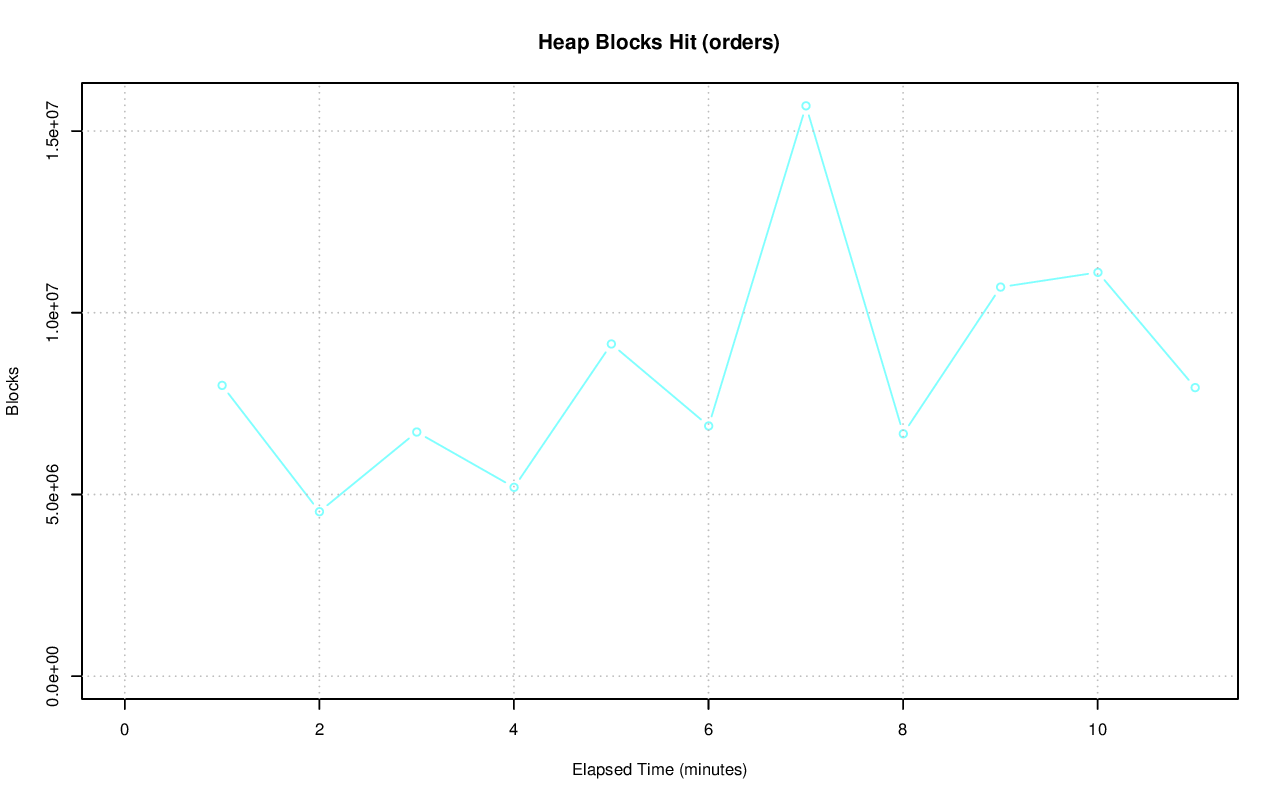 Heap Blocks Hit (orders)
1.5e+07
1.0e+07
5.0e+06
0.0e+00
Blocks
0 2 4 6 8 10
Elapsed Time (minutes)